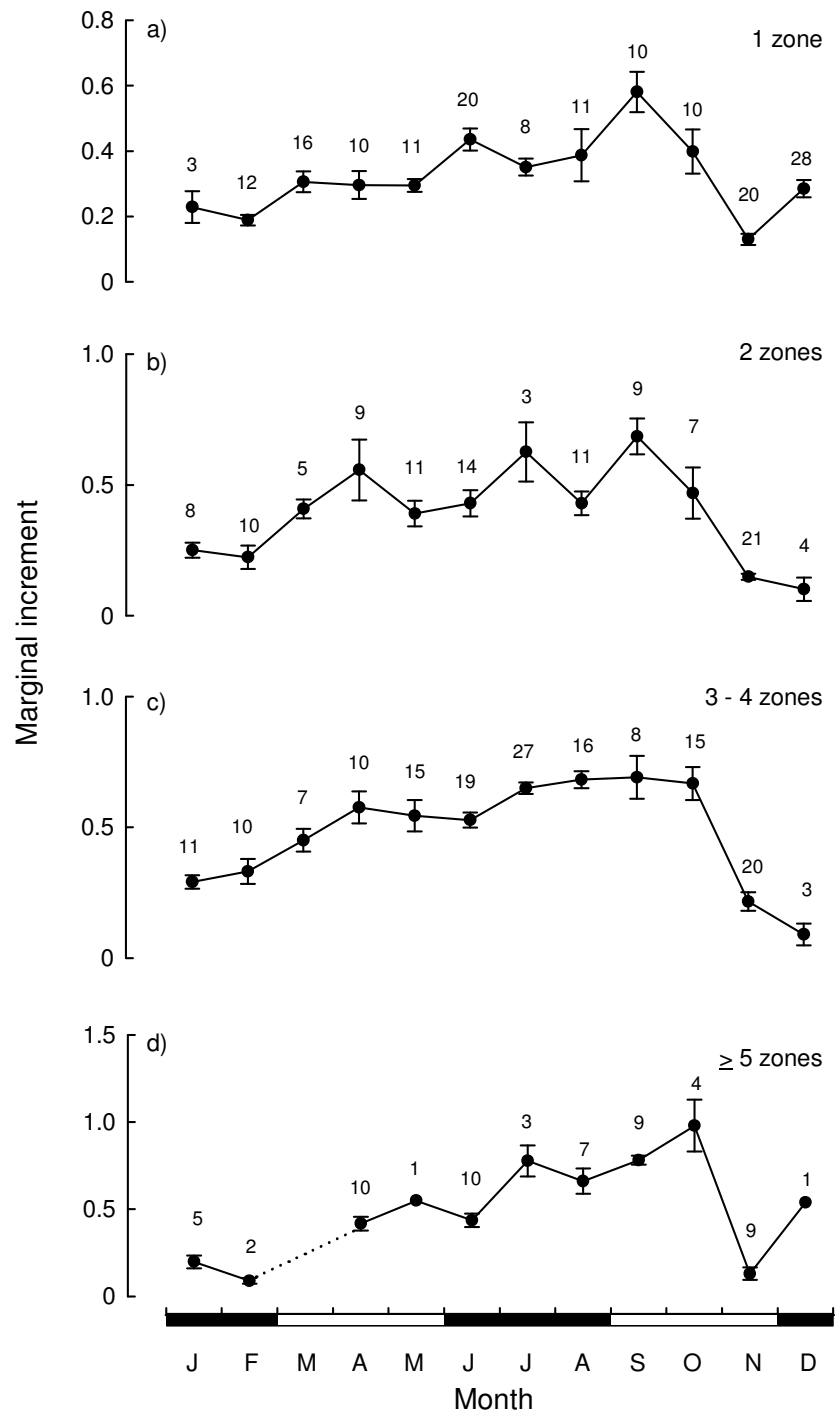 0.8
a)
1 zone
0.6
0.4
0.2
0
3 12 16 10 11 20 8 11 10 10 20 28
1.0
b)
2 zones
0.5
0
8 10 5 9 11 14 3 11 9 7 21 4
Marginal increment
1.0
c)
3 - 4 zones
0.5
0
11 10 7 10 15 19 27 16 8 15 20 3
1.5
d)
≥ 5 zones
1.0
0.5
0
5 2 10 1 10 3 7 9 4 9 1
J F M A M J J A S O N D
Month